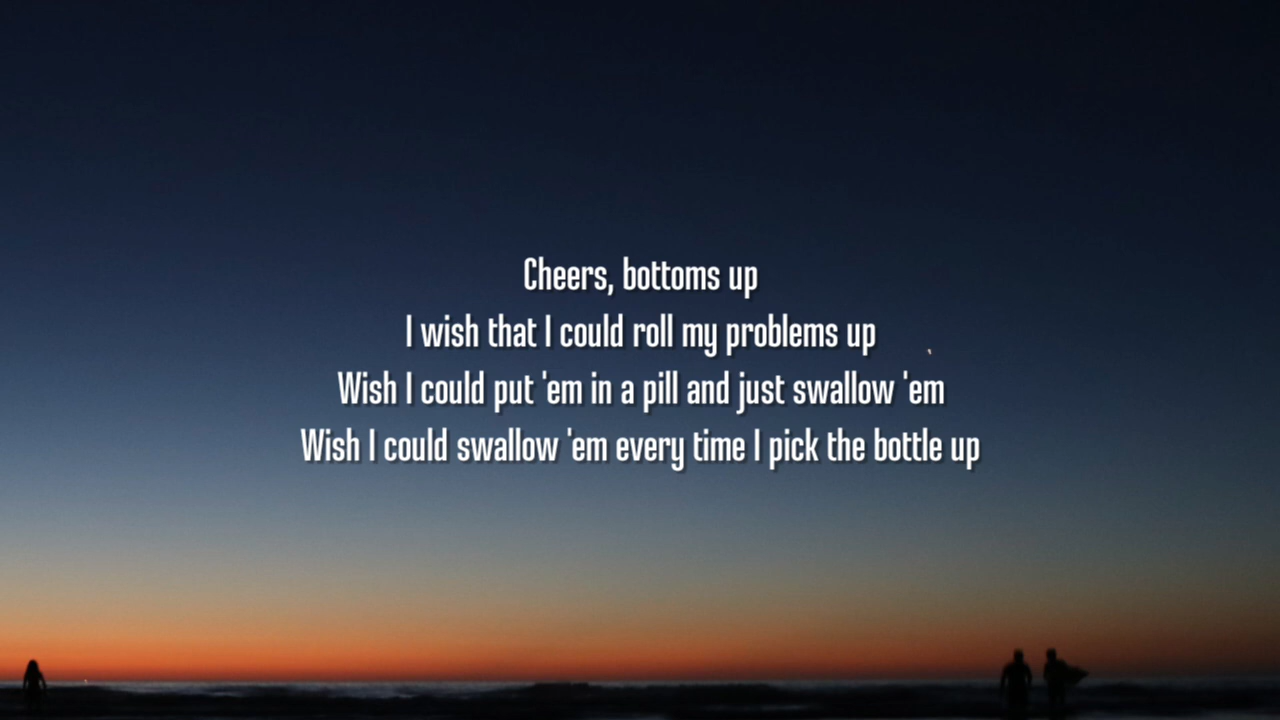 Cheers, bottoms up
I wish that I could roll my problems up
Wish I could put 'em in a pill and just swallow 'em
Wish I could swallow 'em every time I pick the bottle up